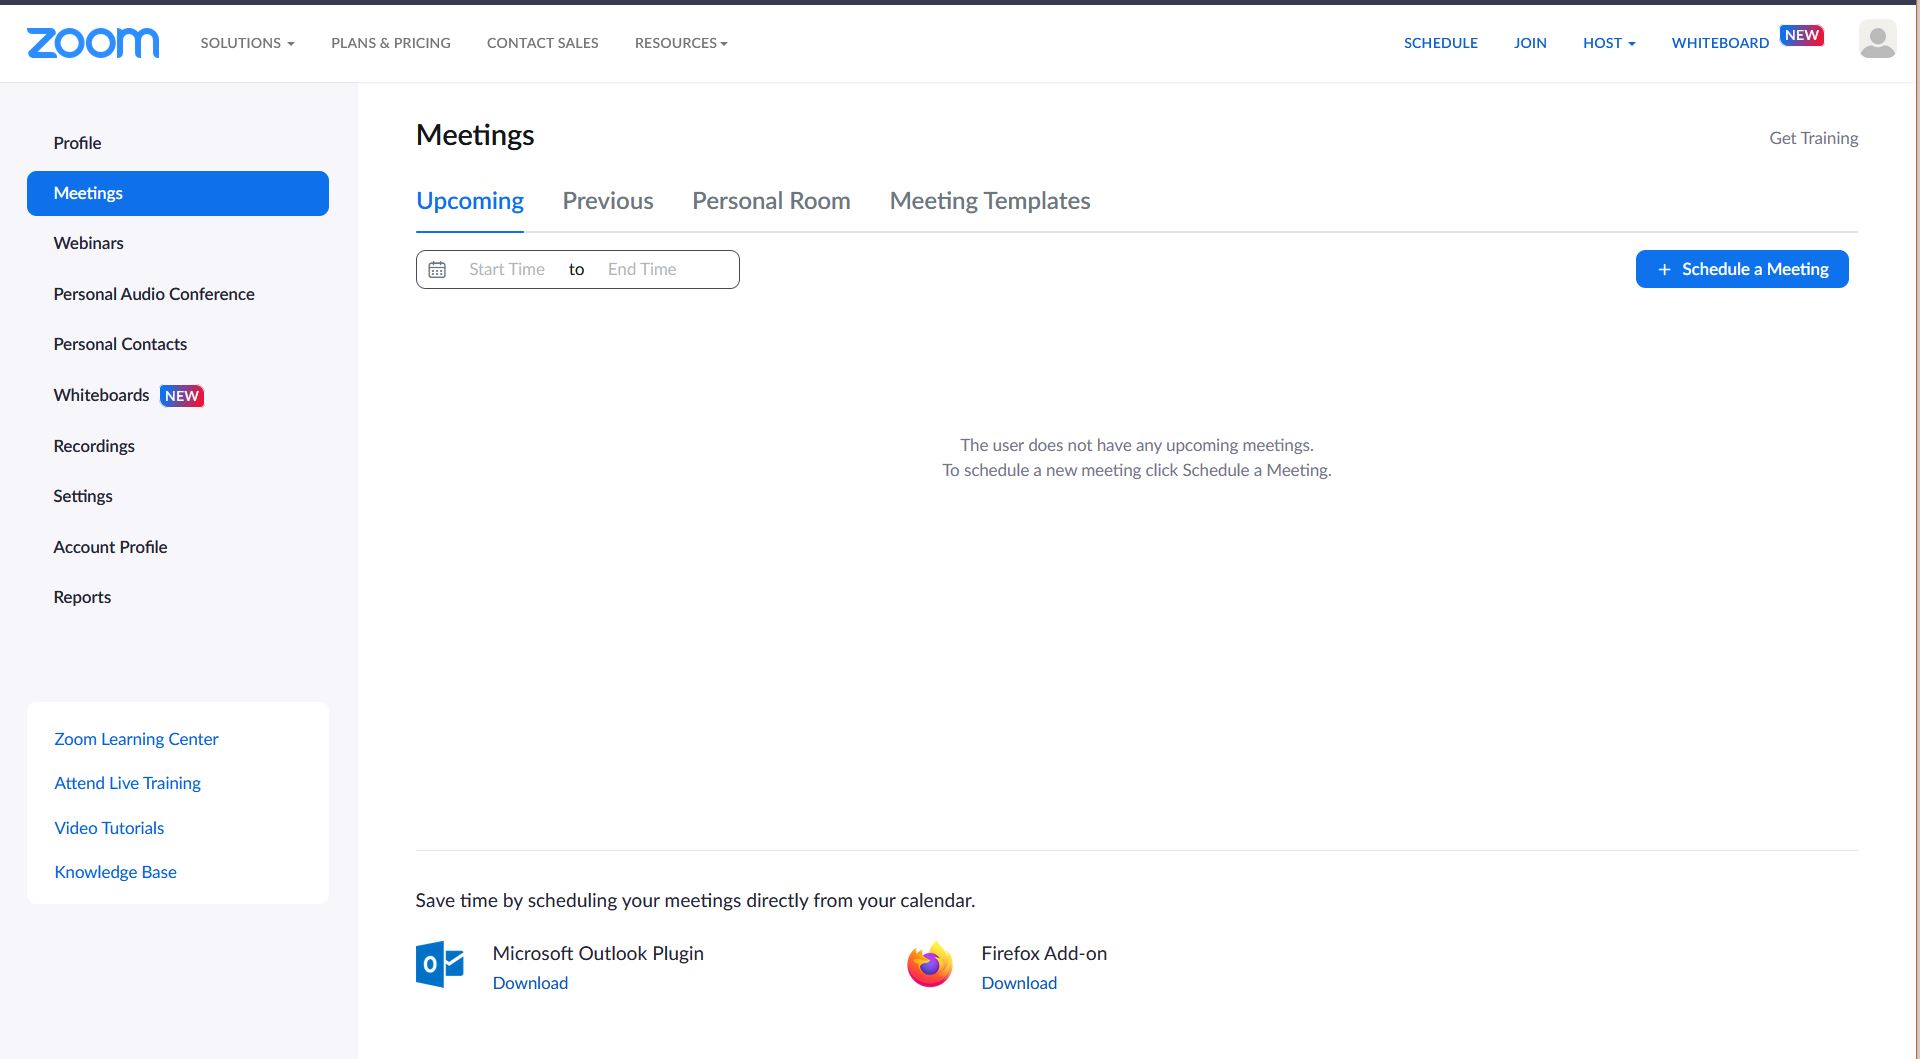 zoom
SOLUTIONS
PLANS & PRICING
CONTACT SALES
RESOURCES
SCHEDULE
JOIN
HOST
WHITEBOARD
NEW
Profile
Meetings
Webinars
Personal Audio Conference
Personal Contacts
Whiteboards NEW
Recordings
Settings
Account Profile
Reports
Zoom Learning Center
Attend Live Training
Video Tutorials
Knowledge Base
Meetings
Get Training
Upcoming
Previous
Personal Room
Meeting Templates
Start Time to End Time
+ Schedule a Meeting
The user does not have any upcoming meetings.
To schedule a new meeting click Schedule a Meeting.
Save time by scheduling your meetings directly from your calendar.
Microsoft Outlook Plugin
Download
Firefox Add-on
Download